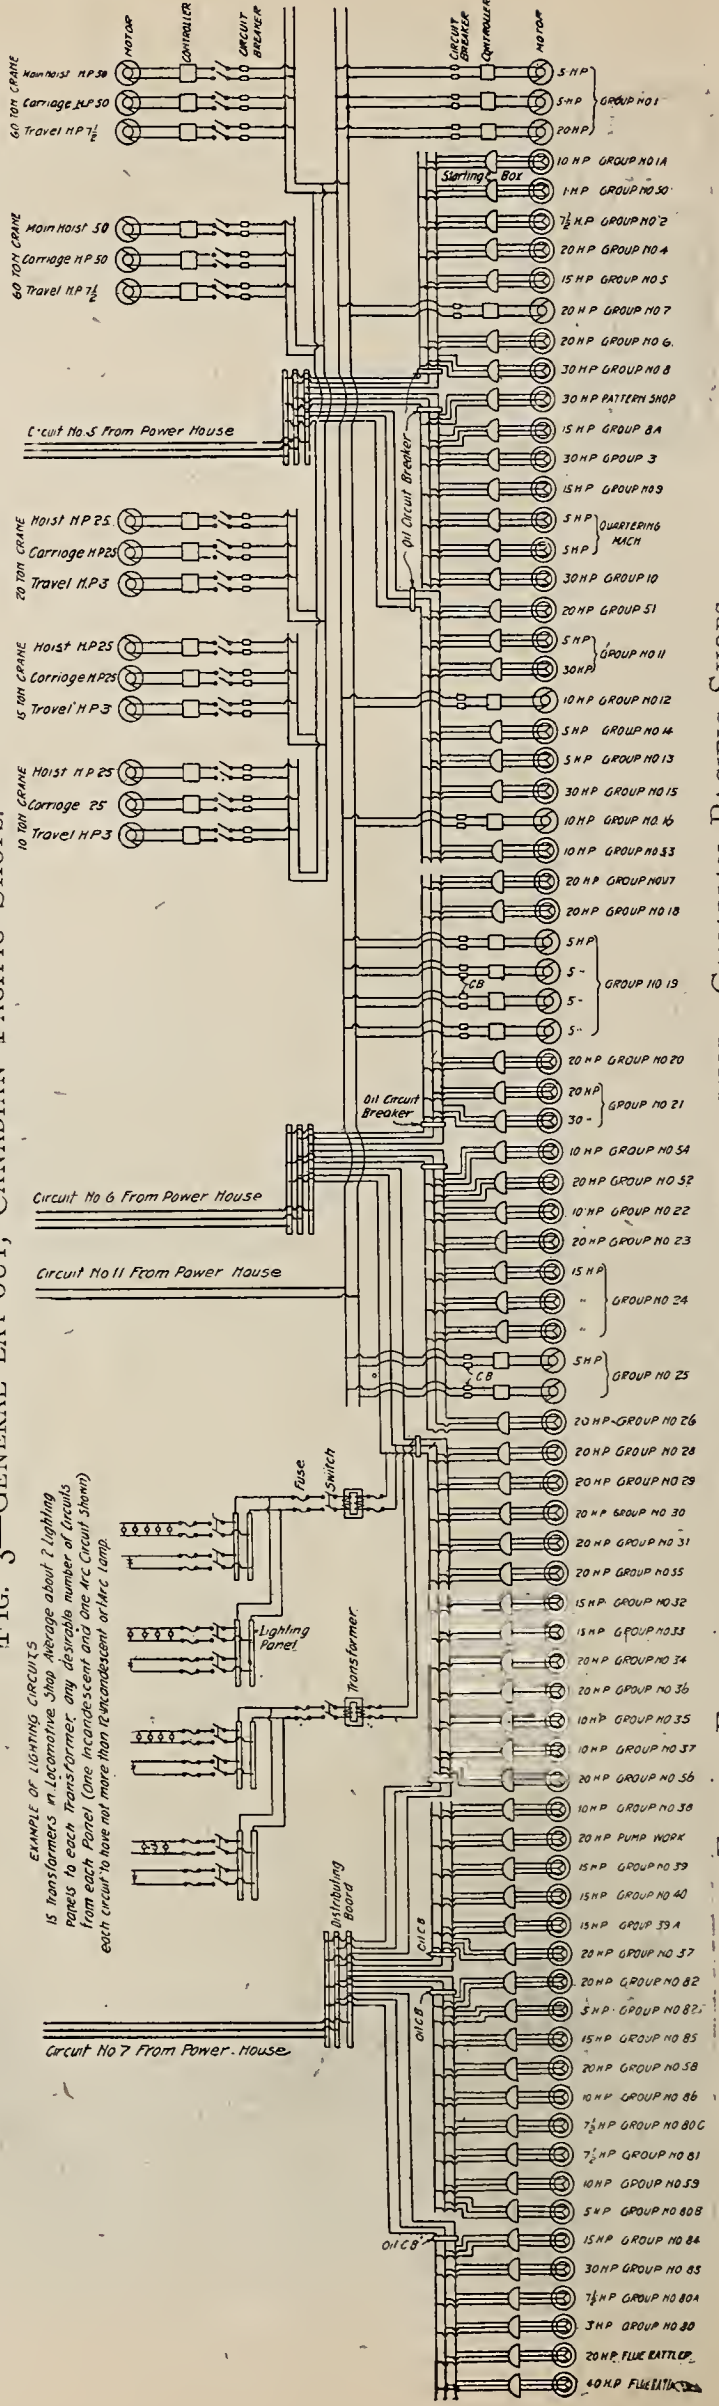 MOTOR
CONTROLLER
CIRCUIT
BREAKER
CIRCUIT
BREAKER
CONTROLLER
MOTOR
60 TON CRANE
Main Hoist H.P 50
Carriage H.P 50
Travel H.P 7½
5 HP
5 HP
20 HP
GROUP NO 1
10 HP GROUP NO 1A
Starting Box
1 HP GROUP NO 50
7½ H.P GROUP NO 2
60 TON CRANE
Main Hoist 50
Carriage H.P 50
Travel H.P 7½
20 HP GROUP NO 4
15 HP GROUP NO 5
20 H P GROUP NO 7
20 HP GROUP NO 6.
30 HP GROUP NO 8
30 HP PATTERN SHOP
Circuit No. 5 From Power House
Oil Circuit Breaker
15 HP GROUP 8A
30 HP GROUP 3
15 HP GROUP NO 9
20 TON CRANE
Hoist H.P 25
Carriage H.P 25
Travel H.P 3
5 HP
5 HP
QUARTERING
MACH
30 HP GROUP 10
20 HP GROUP 51
15 TON CRANE
Hoist H.P 25
Carriage H.P 25
Travel H.P 3
5 HP
30 HP
GROUP NO 11
10 HP GROUP NO 12
5 HP GROUP NO 14
10 TON CRANE
Hoist H P 25
Carriage 25
Travel H P 3
5 HP GROUP NO 13
30 HP GROUP NO 15
10 HP GROUP NO. 16
10 HP GROUP NO 53
20 HP GROUP NO 17
20 HP GROUP NO 18
5 HP
5 "
5 "
5 "
GROUP NO 19
CB
20 HP GROUP NO 20
20 HP
30 "
GROUP NO 21
Oil Circuit
Breaker
10 HP GROUP NO 54
20 HP GROUP NO 52
Circuit No 6 From Power House
10 HP GROUP NO 22
20 HP GROUP NO 23
Circuit No 11 From Power House
15 HP
"
"
GROUP NO 24
5 HP
GROUP NO 25
CB
20 HP GROUP NO 26
20 HP GROUP NO 28
20 HP GROUP NO 29
20 HP GROUP NO 30
20 HP GROUP NO 31
20 HP GROUP NO 55
15 HP GROUP NO 32
15 HP GROUP NO 33
20 HP GROUP NO 34
20 HP GROUP NO 36
10 HP GROUP NO 35
10 HP GROUP NO 37
20 HP GROUP NO 56
FIG. 3—GENERAL LAY-OUT, CANADIAN PACIFIC SHOPS.
EXAMPLE OF LIGHTING CIRCUITS
15 Transformers in Locomotive Shop Average about 2 Lighting
Panels to each Transformer any desirable number of Circuits
from each Panel (One Incandescent and one Arc Circuit Shown)
each circuit to have not more than 12 Incandescent or 1 Arc Lamp.
Fuse
Switch
Lighting
Panel
Transformer
10 HP GROUP NO 38
20 HP PUMP WORK
15 HP GROUP NO 39
15 HP GROUP NO 40
15 HP GROUP 39 A
20 HP GROUP NO 57
Distributing
Board
Oil CB
20 HP GROUP NO 82
5 HP GROUP NO 82
Oil CB
Circuit No 7 From Power House
15 HP GROUP NO 85
20 HP GROUP NO 58
10 HP GROUP NO 86
7½ HP GROUP NO 80C
7½ HP GROUP NO 81
10 HP GROUP NO 59
5 HP GROUP NO 80B
Oil CB
15 HP GROUP NO 84
30 HP GROUP NO 85
7½ HP GROUP NO 80A
3 HP GROUP NO 80
20 HP FLUE RATTLER
40 H.P FLUE
CANADIAN PACIFIC SHOPS